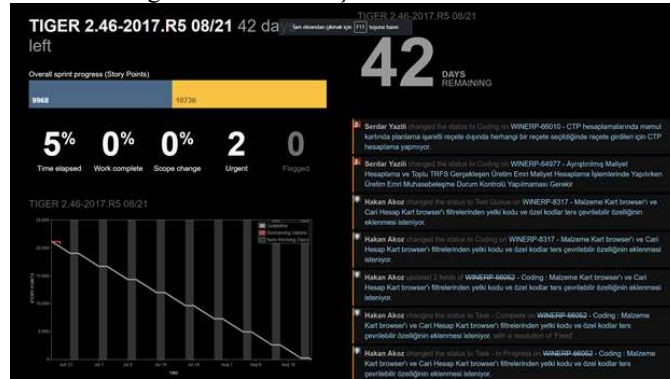 TIGER 2.46-2017.R5 08/21 42 days
left
Tam ekrandan çıkmak için F11 tuşuna basın
TIGER 2.46-2017.R5 08/21
Overall sprint progress (Story Points)
9968
10736
42
DAYS
REMAINING
5%
0%
0%
2
0
Time elapsed
Work complete
Scope change
Urgent
Flagged
Serdar Yazili changed the status to Coding on WINERP-66010 - CTP hesaplamalarında mamul
kartında planlama işaretli reçete dışında herhangi bir reçete seçildiğinde reçete girdileri için CTP
hesaplama yapmıyor.
Serdar Yazili changed the status to Coding on WINERP-64977 - Ayrıştırılmış Maliyet
Hesaplama ve Toplu TRFS Gerçekleşen Üretim Emri Maliyet Hesaplama İşlemlerinde Yapılırken
Üretim Emri Muhasebeleşme Durum Kontrolü Yapılmaması Gerekir
Hakan Akoz changed the status to Test Queue on WINERP-8317 - Malzeme Kart browser'ı ve
Cari Hesap Kart browser'ı filtrelerinden yetki kodu ve özel kodlar ters çevrilebilir özelliğinin
eklenmesi isteniyor.
Hakan Akoz changed the status to Coding on WINERP-8317 - Malzeme Kart browser'ı ve Cari
Hesap Kart browser'ı filtrelerinden yetki kodu ve özel kodlar ters çevrilebilir özelliğinin eklenmesi
isteniyor.
Hakan Akoz updated 2 fields of WINERP-66052 - Coding : Malzeme Kart browser'ı ve Cari
Hesap Kart browser'ı filtrelerinden yetki kodu ve özel kodlar ters çevrilebilir özelliğinin eklenmesi
isteniyor.
Hakan Akoz changed the status to Task - Complete on WINERP-66052 - Coding : Malzeme
Kart browser'ı ve Cari Hesap Kart browser'ı filtrelerinden yetki kodu ve özel kodlar ters
çevrilebilir özelliğinin eklenmesi isteniyor. with a resolution of 'Fixed'
Hakan Akoz changed the status to Task - In Progress on WINERP-66052 - Coding : Malzeme
Kart browser'ı ve Cari Hesap Kart browser'ı filtrelerinden yetki kodu ve özel kodlar ters
çevrilebilir özelliğinin eklenmesi isteniyor.
TIGER 2.46-2017.R5 08/21
Guideline
Remaining Values
Non-Working Days
TIME